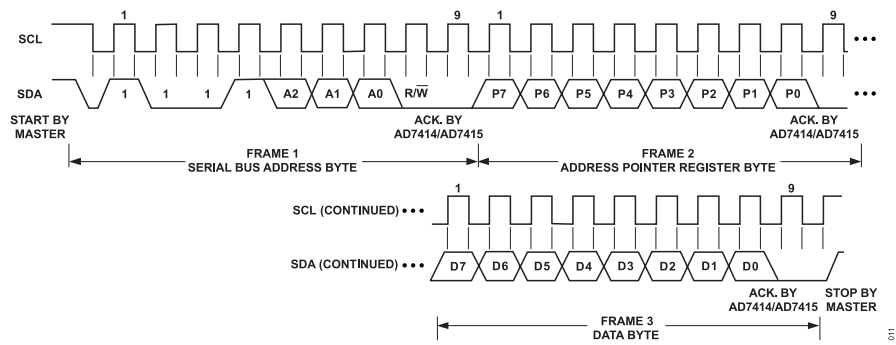 1 9 1 9
SCL
SDA 1 1 1 1 A2 A1 A0 R/W̅ P7 P6 P5 P4 P3 P2 P1 P0
START BY
MASTER
ACK. BY
AD7414/AD7415
ACK. BY
AD7414/AD7415
FRAME 1
SERIAL BUS ADDRESS BYTE
FRAME 2
ADDRESS POINTER REGISTER BYTE
1 9
SCL (CONTINUED)
SDA (CONTINUED) D7 D6 D5 D4 D3 D2 D1 D0
ACK. BY
AD7414/AD7415
STOP BY
MASTER
FRAME 3
DATA BYTE